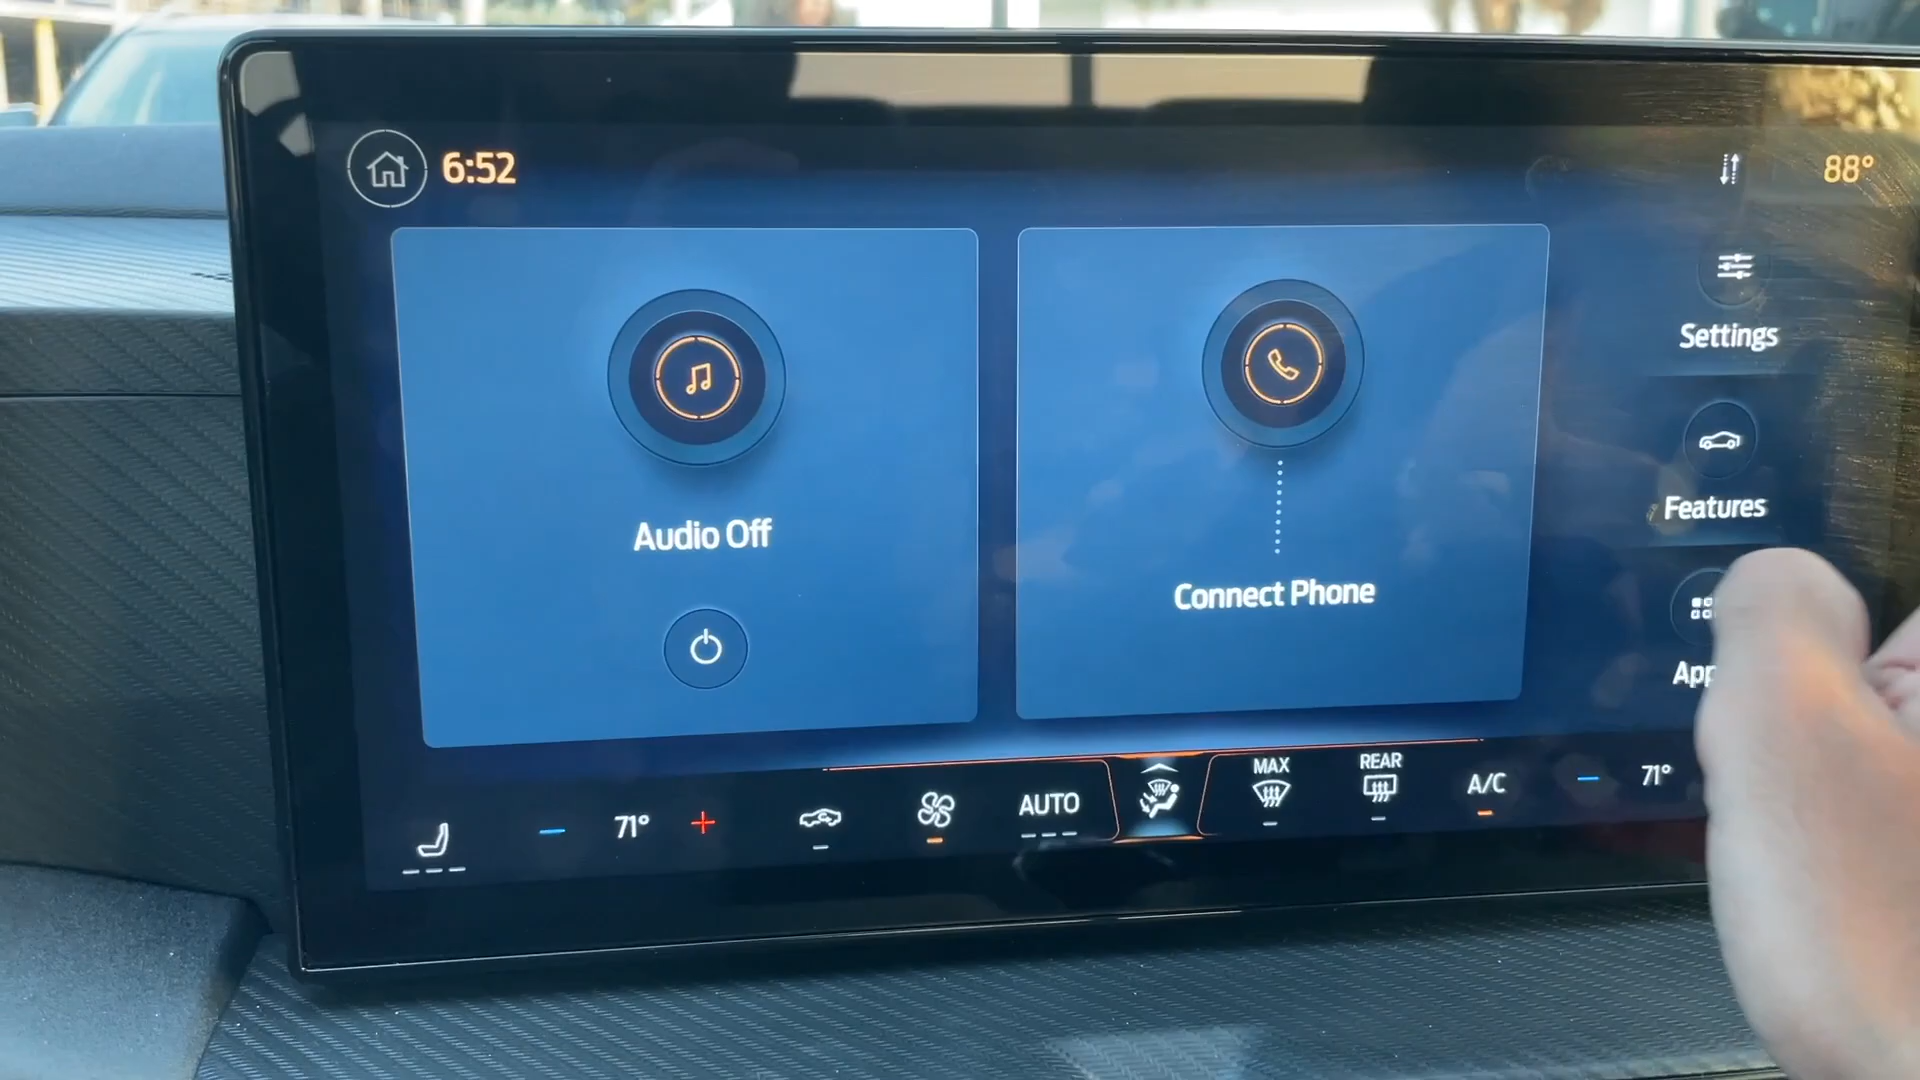 6:52
88°
Settings
Features
Audio Off
Connect Phone
App
71°
AUTO
MAX
REAR
A/C
71°